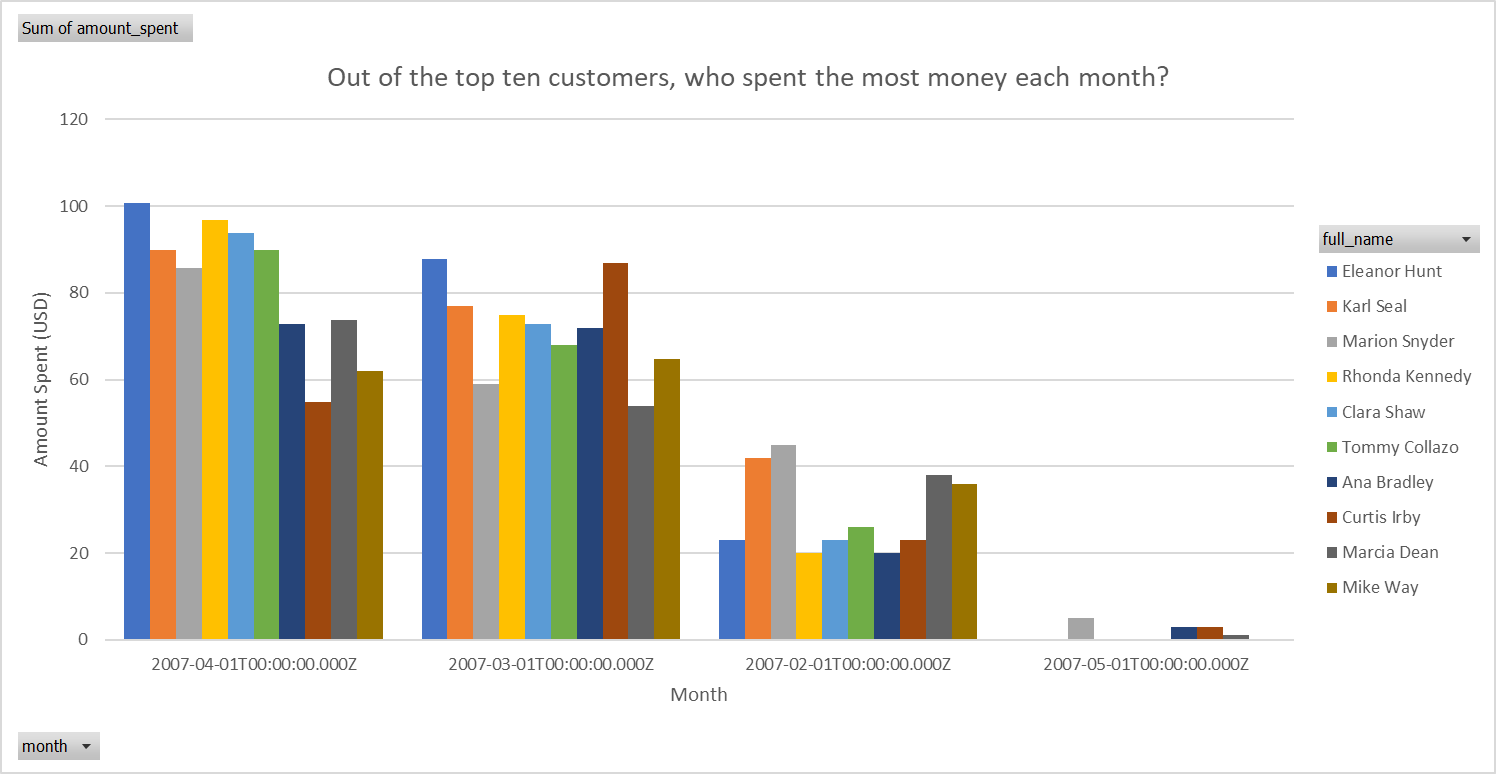 Sum of amount_spent
Out of the top ten customers, who spent the most money each month?
120
100
80
60
40
20
0
Amount Spent (USD)
2007-04-01T00:00:00.000Z
2007-03-01T00:00:00.000Z
2007-02-01T00:00:00.000Z
2007-05-01T00:00:00.000Z
Month
full_name
Eleanor Hunt
Karl Seal
Marion Snyder
Rhonda Kennedy
Clara Shaw
Tommy Collazo
Ana Bradley
Curtis Irby
Marcia Dean
Mike Way
month